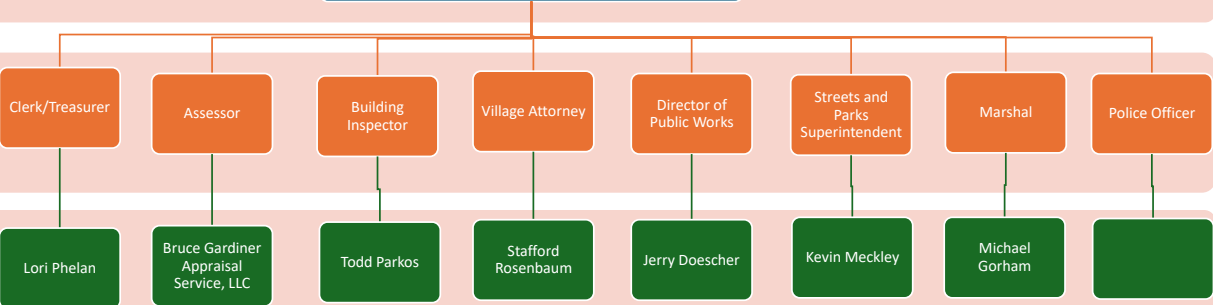 Clerk/Treasurer
Assessor
Building
Inspector
Village Attorney
Director of
Public Works
Streets and
Parks
Superintendent
Marshal
Police Officer
Lori Phelan
Bruce Gardiner
Appraisal
Service, LLC
Todd Parkos
Stafford
Rosenbaum
Jerry Doescher
Kevin Meckley
Michael
Gorham